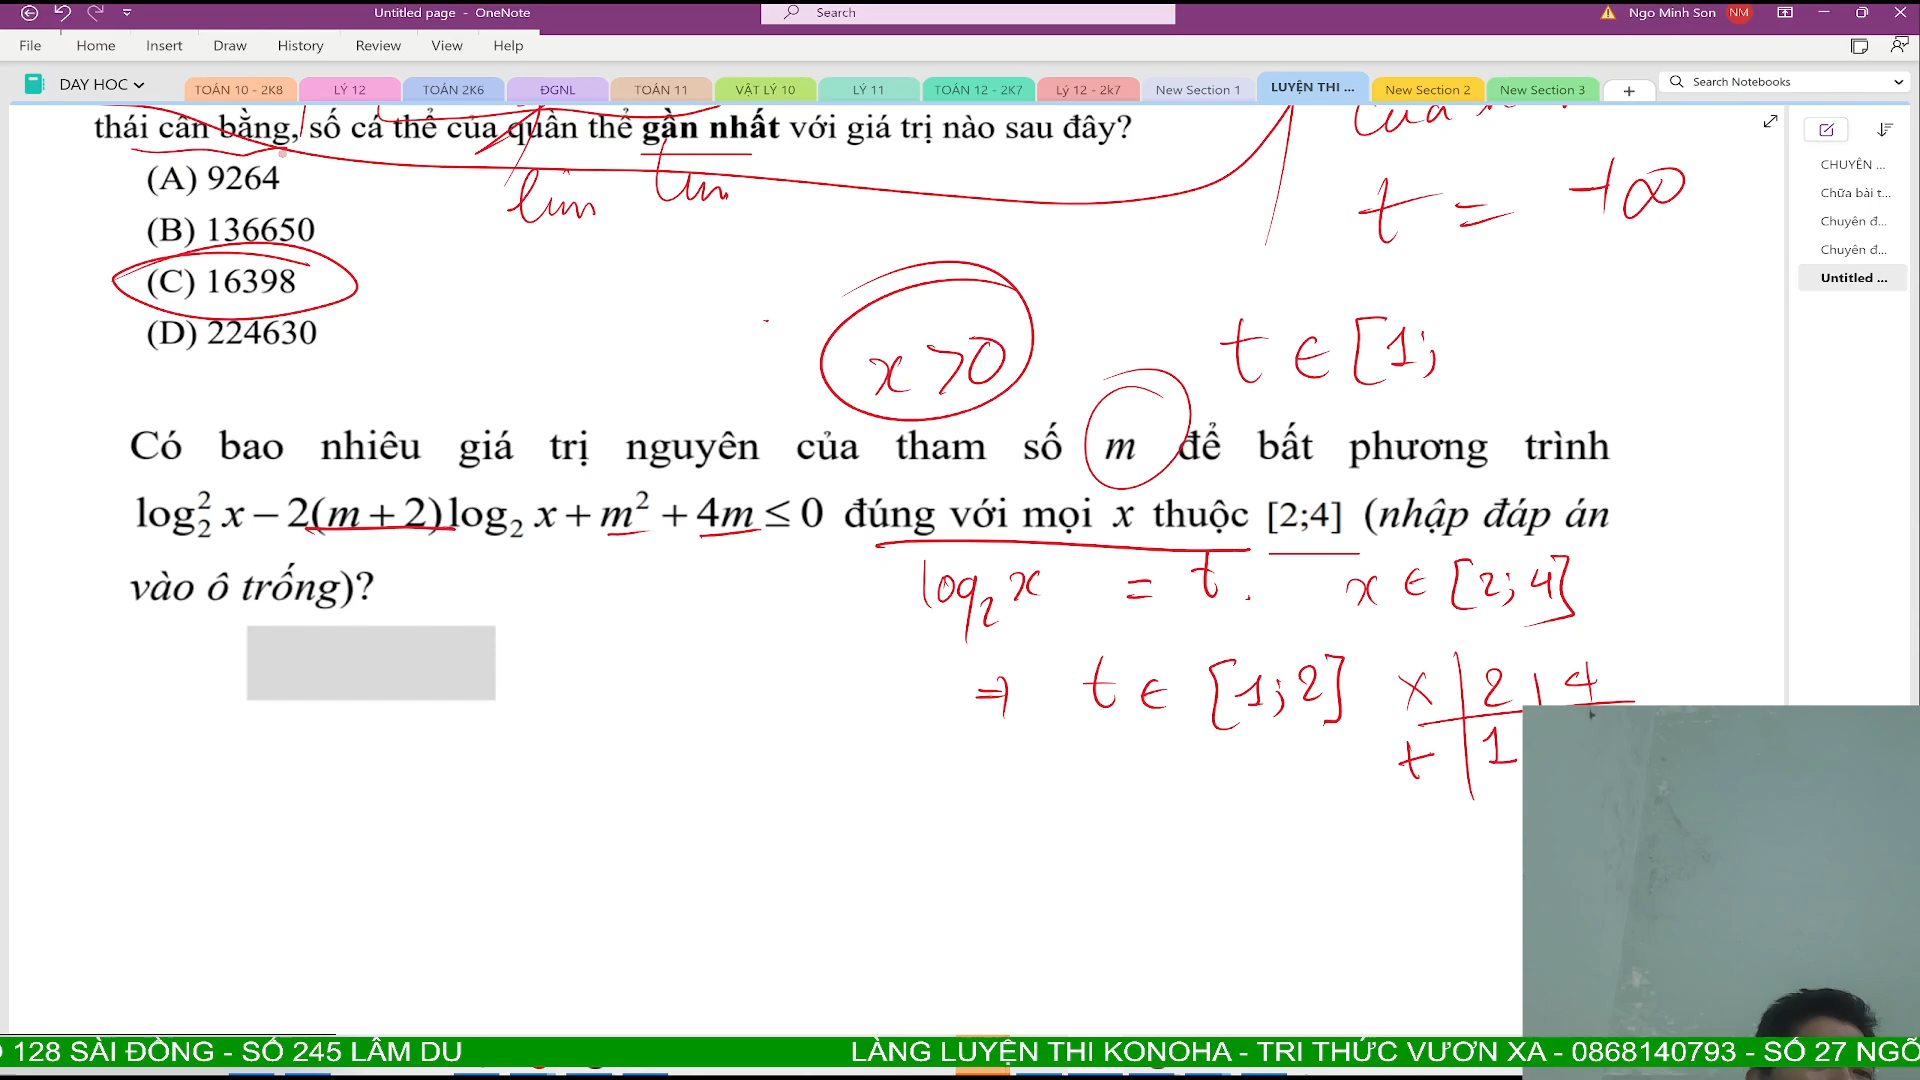 Untitled page - OneNote
Search
Ngo Minh Son
NM
File Home Insert Draw History Review View Help
DAY HOC
TOÁN 10 - 2K8
LÝ 12
TOÁN 2K6
ĐGNL
TOÁN 11
VẬT LÝ 10
LÝ 11
TOÁN 12 - 2K7
Lý 12 - 2k7
New Section 1
LUYỆN THI ...
New Section 2
New Section 3
+
Search Notebooks
CHUYÊN ...
Chữa bài t...
Chuyên đ...
Chuyên đ...
Untitled ...
thái cân bằng, số cá thể của quần thể gần nhất với giá trị nào sau đây?
(A) 9264
(B) 136650
(C) 16398
(D) 224630
lim
t = +∞
x > 0
t ∈ [1;
Có bao nhiêu giá trị nguyên của tham số m để bất phương trình
log₂² x − 2(m + 2)log₂ x + m² + 4m ≤ 0 đúng với mọi x thuộc [2;4] (nhập đáp án
vào ô trống)?
log₂ x = t. x ∈ [2; 4]
⇒ t ∈ [1; 2]
x | 2 4
t | 1
128 SÀI ĐỒNG - SỐ 245 LÂM DU
LÀNG LUYỆN THI KONOHA - TRI THỨC VƯƠN XA - 0868140793 - SỐ 27 NGÕ